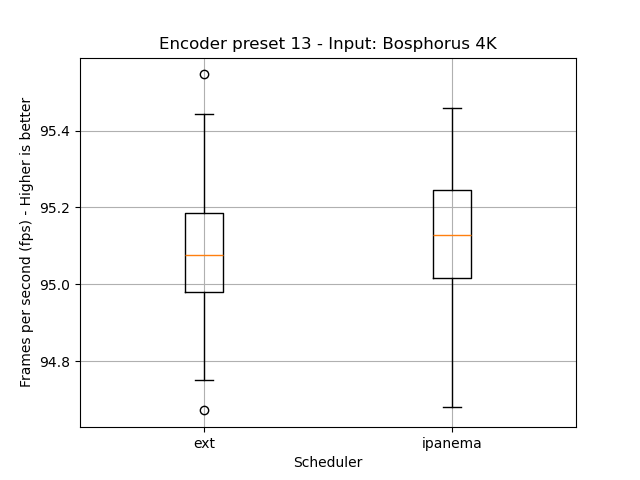 Encoder preset 13 - Input: Bosphorus 4K
Frames per second (fps) - Higher is better
95.4
95.2
95.0
94.8
ext
ipanema
Scheduler